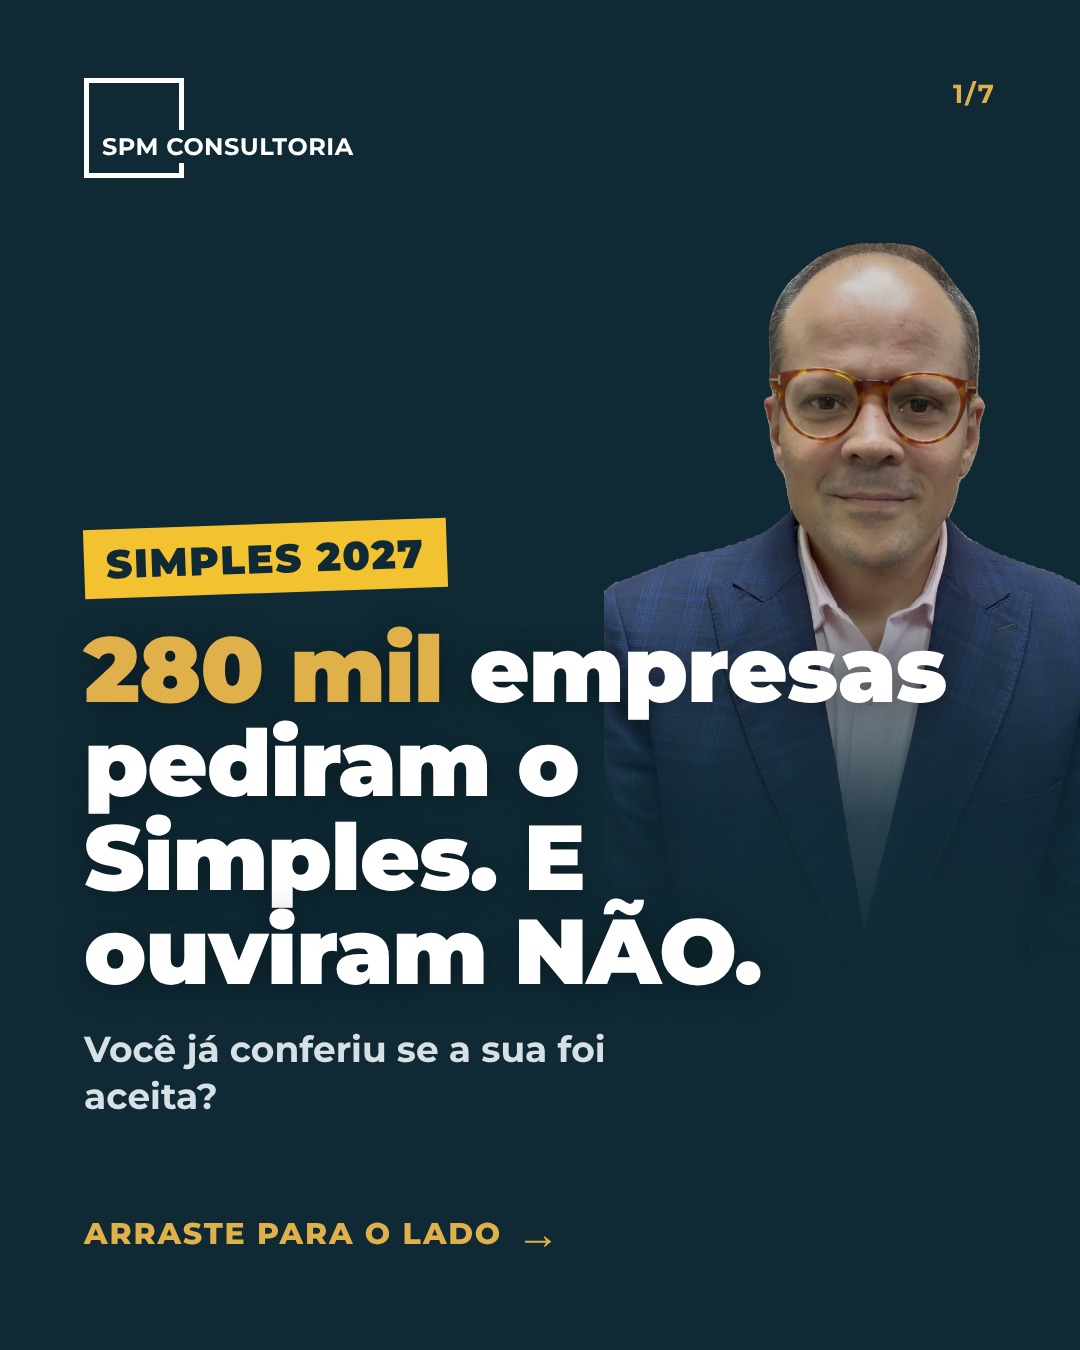 SPM CONSULTORIA
1/7
SIMPLES 2027
280 mil empresas
pediram o
Simples. E
ouviram NÃO.
Você já conferiu se a sua foi
aceita?
ARRASTE PARA O LADO →